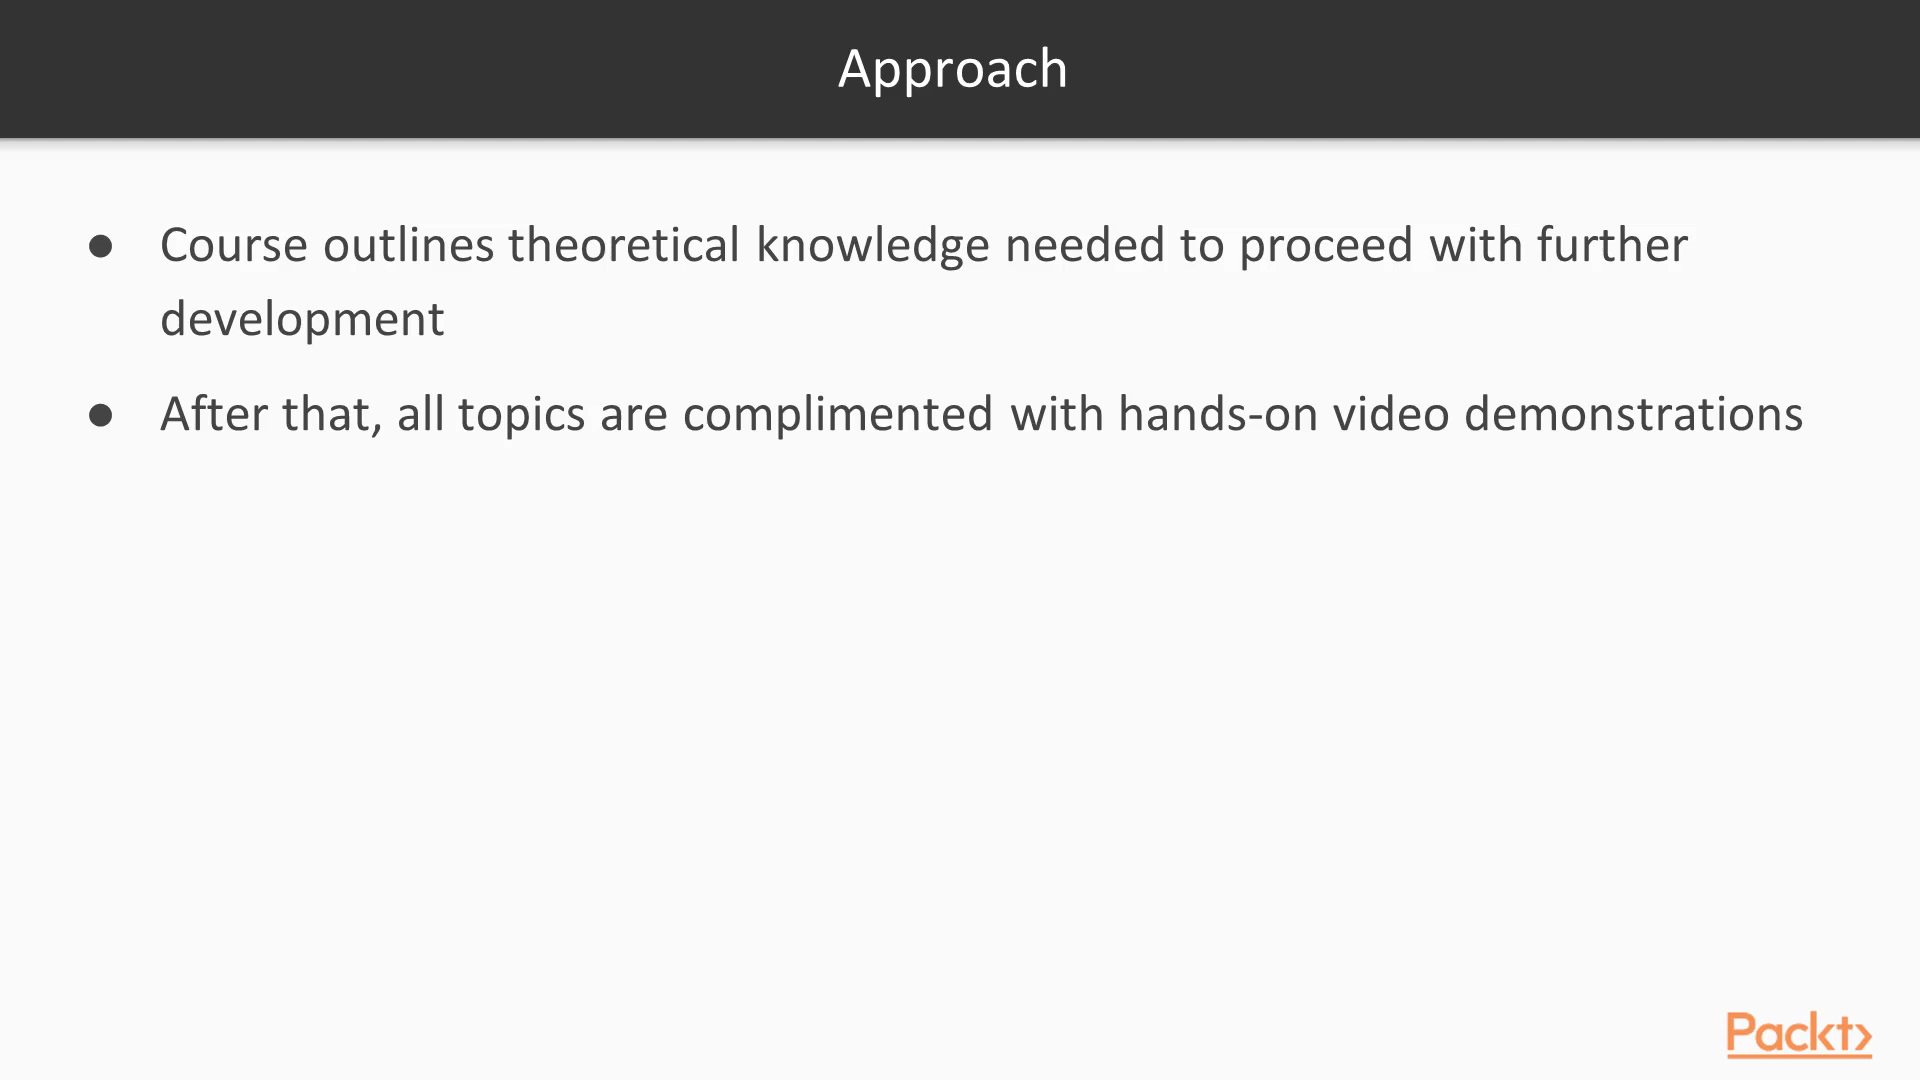 Approach
● Course outlines theoretical knowledge needed to proceed with further
development
● After that, all topics are complimented with hands-on video demonstrations
Packt>